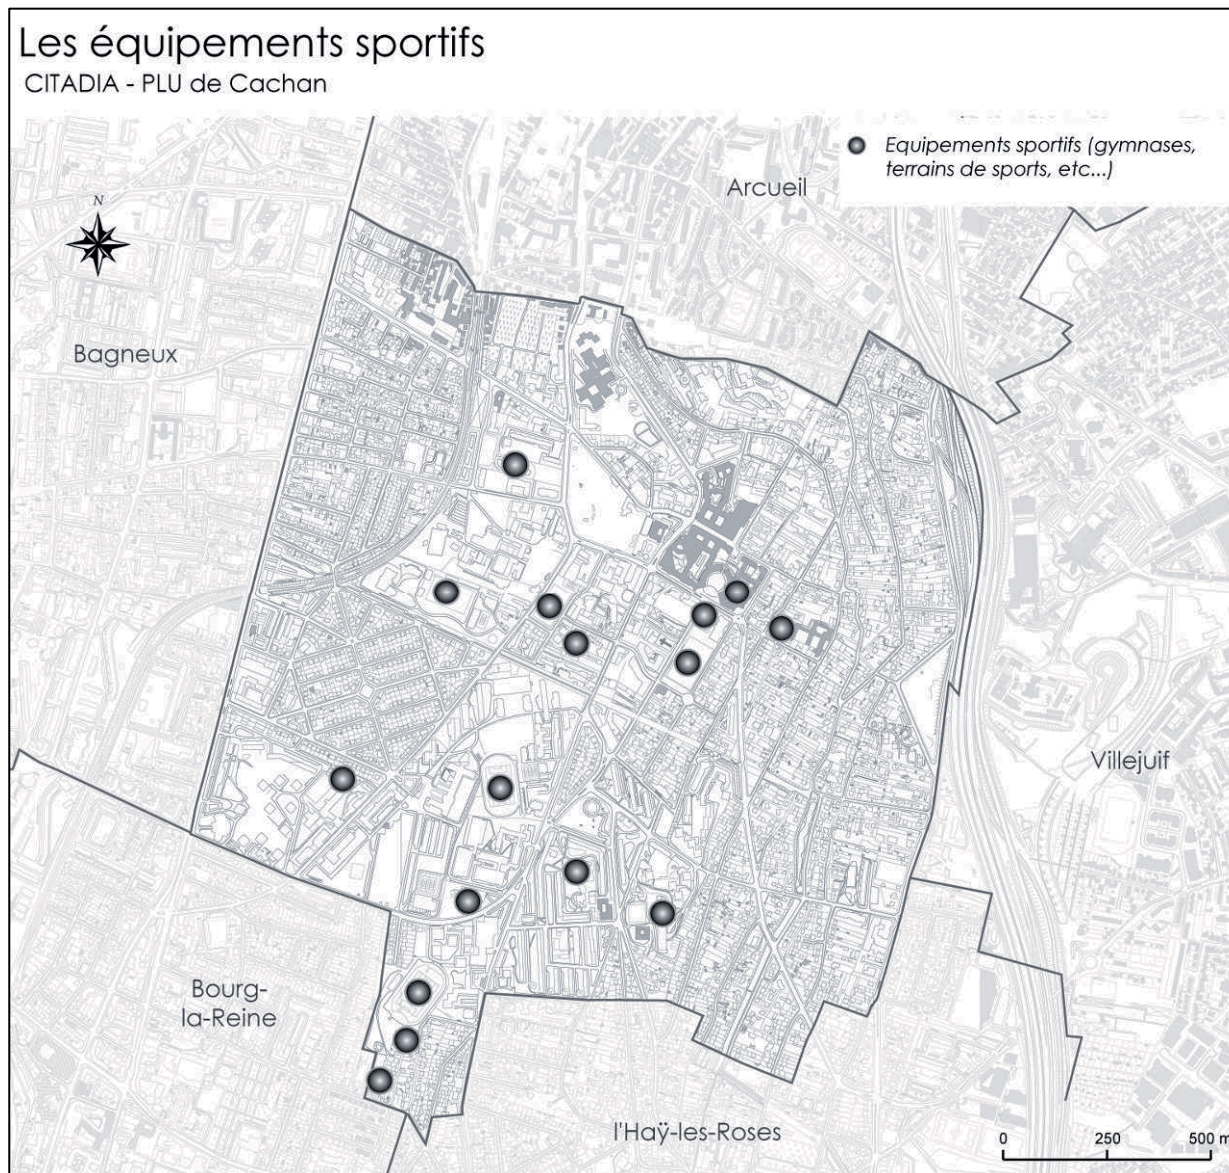 Les équipements sportifs
CITADIA - PLU de Cachan
Equipements sportifs (gymnases,
terrains de sports, etc...)
Arcueil
N
Bagneux
Villejuif
Bourg-
la-Reine
l'Haÿ-les-Roses
0 250 500 m